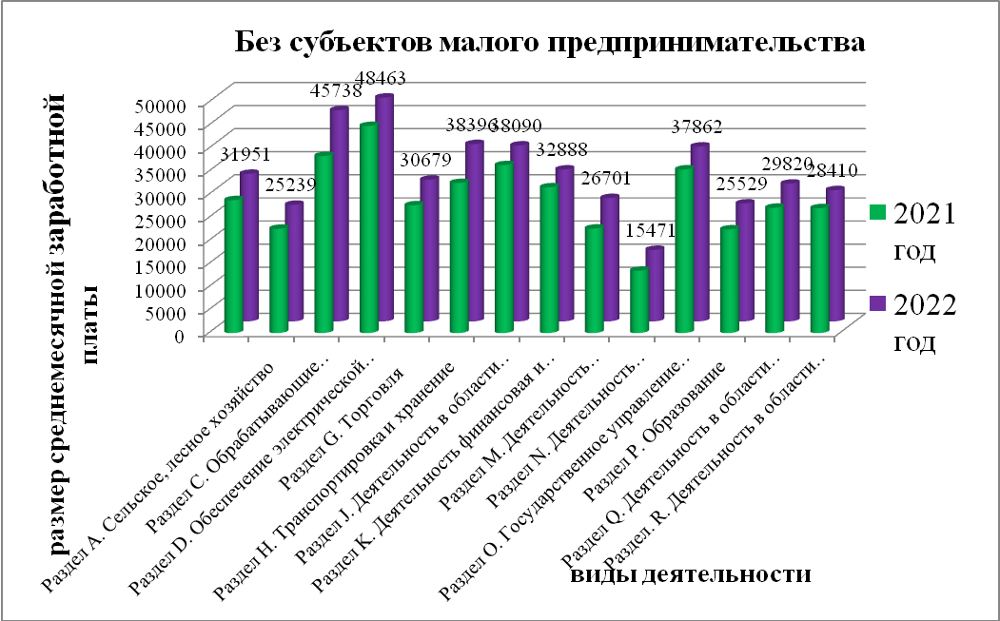 Без субъектов малого предпринимательства
размер среднемесячной заработной
платы
50000
45000
40000
35000
30000
25000
20000
15000
10000
5000
0
31951
25239
45738
48463
30679
38396
38090
32888
26701
15471
37862
25529
29820
28410
2021
год
2022
год
Раздел A. Сельское, лесное хозяйство
Раздел C. Обрабатывающие..
Раздел D. Обеспечение электрической..
Раздел G. Торговля
Раздел H. Транспортировка и хранение
Раздел J. Деятельность в области..
Раздел K. Деятельность финансовая и..
Раздел M. Деятельность..
Раздел N. Деятельность..
Раздел O. Государственное управление..
Раздел P. Образование
Раздел Q. Деятельность в области..
Раздел. R. Деятельность в области..
виды деятельности